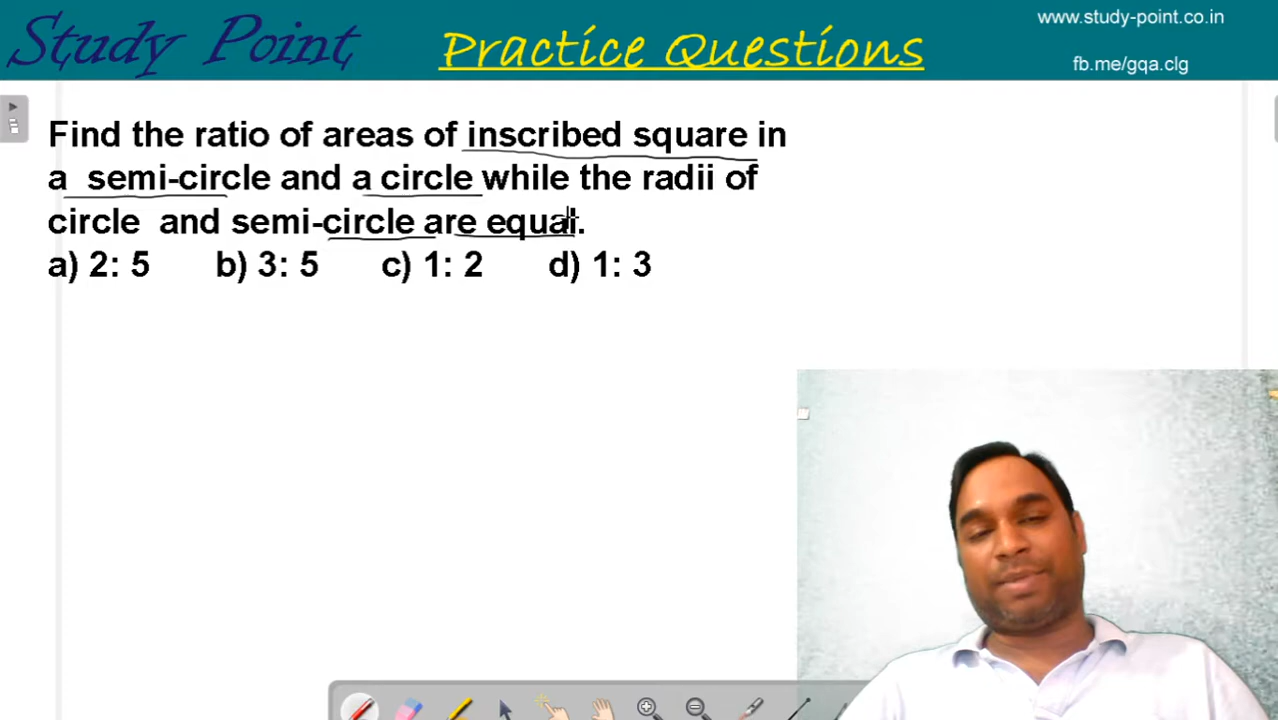 Study Point
Practice Questions
www.study-point.co.in
fb.me/gqa.clg
Find the ratio of areas of inscribed square in
a semi-circle and a circle while the radii of
circle and semi-circle are equal.
a) 2: 5 b) 3: 5 c) 1: 2 d) 1: 3